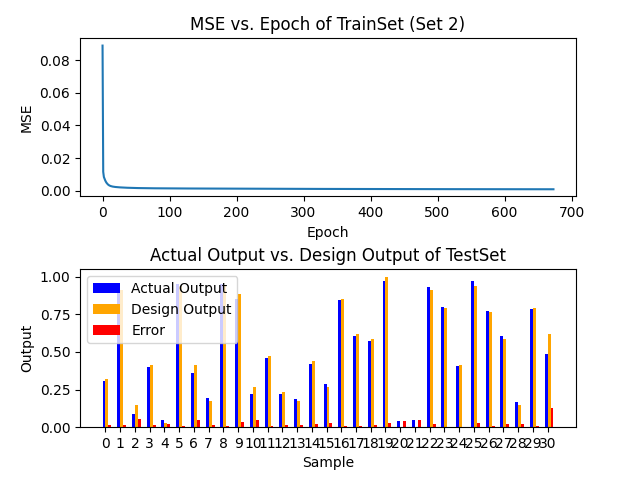 MSE vs. Epoch of TrainSet (Set 2)
0.08
0.06
0.04
0.02
0.00
MSE
0 100 200 300 400 500 600 700
Epoch
Actual Output vs. Design Output of TestSet
1.00
0.75
0.50
0.25
0.00
Output
Actual Output
Design Output
Error
0 1 2 3 4 5 6 7 8 9 10 11 12 13 14 15 16 17 18 19 20 21 22 23 24 25 26 27 28 29 30
Sample